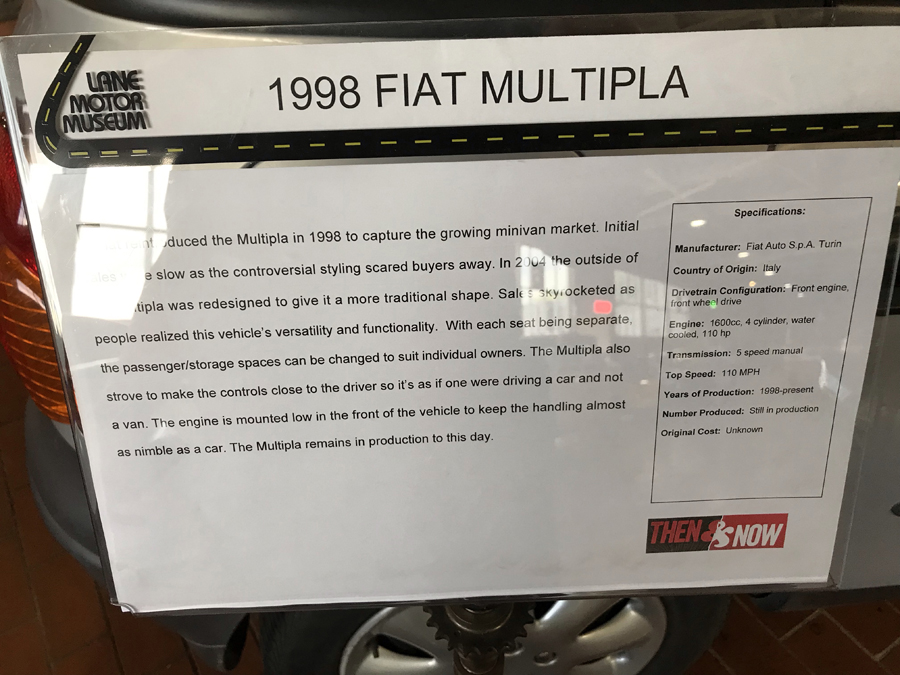 LANE
MOTOR
MUSEUM
1998 FIAT MULTIPLA
duced the Multipla in 1998 to capture the growing minivan market. Initial
slow as the controversial styling scared buyers away. In 2004 the outside of
was redesigned to give it a more traditional shape. Sales skyrocketed as
people realized this vehicle's versatility and functionality. With each seat being separate,
the passenger/storage spaces can be changed to suit individual owners. The Multipla also
strove to make the controls close to the driver so it's as if one were driving a car and not
a van. The engine is mounted low in the front of the vehicle to keep the handling almost
as nimble as a car. The Multipla remains in production to this day.
Specifications:
Manufacturer: Fiat Auto S.p.A. Turin
Country of Origin: Italy
Drivetrain Configuration: Front engine,
front wheel drive
Engine: 1600cc, 4 cylinder, water
cooled, 110 hp
Transmission: 5 speed manual
Top Speed: 110 MPH
Years of Production: 1998-present
Number Produced: Still in production
Original Cost: Unknown
THEN & NOW